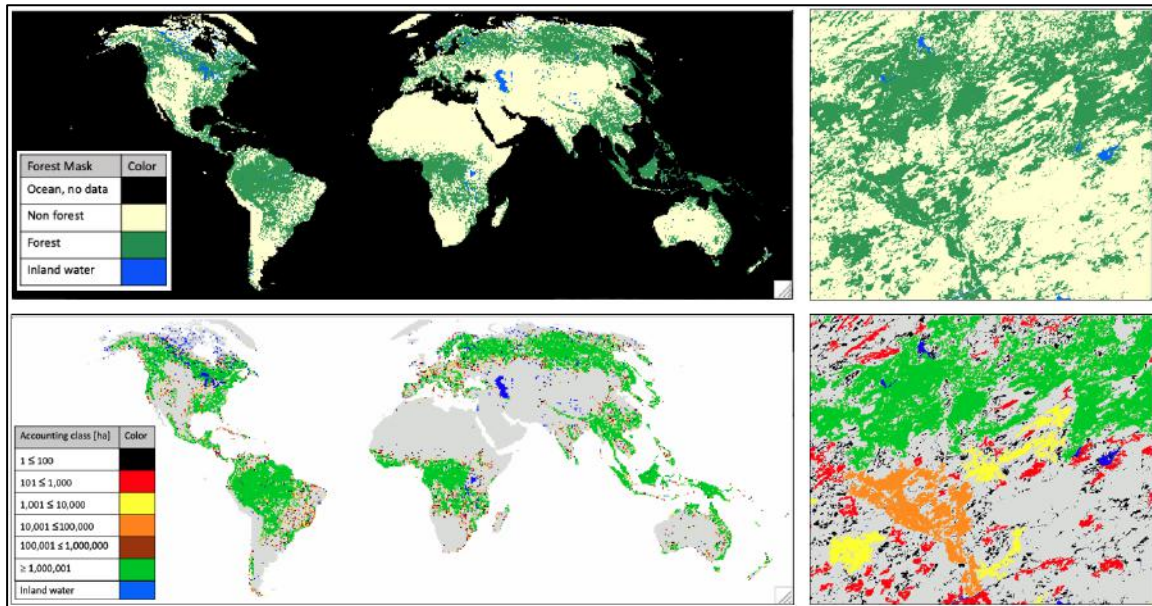 Forest Mask Color
Ocean, no data
Non forest
Forest
Inland water
Accounting class [ha] Color
1 ≤ 100
101 ≤ 1,000
1,001 ≤ 10,000
10,001 ≤100,000
100,001 ≤ 1,000,000
≥ 1,000,001
Inland water